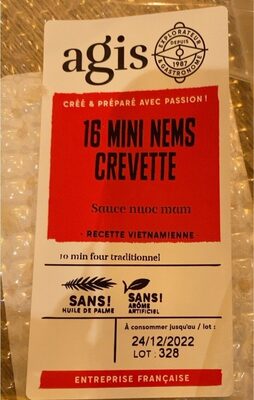 agis
EXPLORATEUR
DEPUIS
1987
& GASTRONOME
CRÉÉ & PRÉPARÉ AVEC PASSION !
16 MINI NEMS
CREVETTE
Sauce nuoc mam
- RECETTE VIETNAMIENNE
10 min four traditionnel
SANS!
HUILE DE PALME
SANS!
ARÔME
ARTIFICIEL
À consommer jusqu'au / lot :
24/12/2022
LOT : 328
ENTREPRISE FRANÇAISE